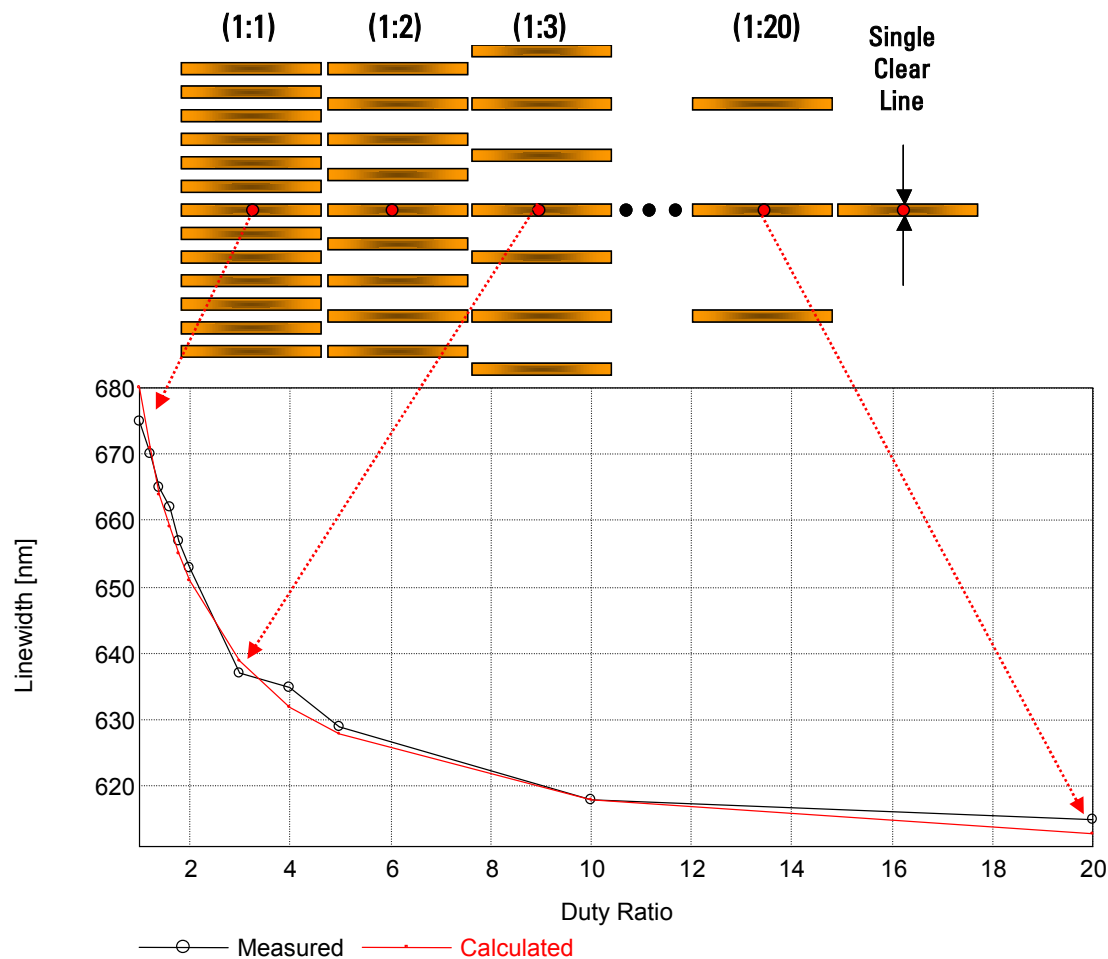 (1:1) (1:2) (1:3) (1:20)
Single
Clear
Line
680
670
660
650
640
630
620
Linewidth [nm]
2 4 6 8 10 12 14 16 18 20
Duty Ratio
Measured Calculated